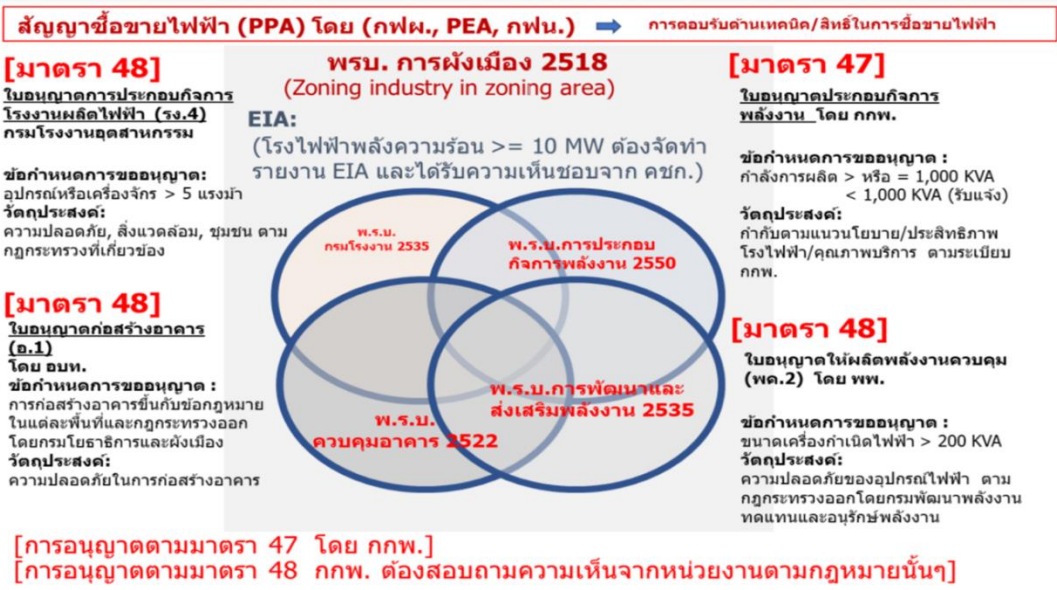 สัญญาซื้อขายไฟฟ้า (PPA) โดย (กฟผ., PEA, กฟน.)
การตอบรับด้านเทคนิค/สิทธิ์ในการซื้อขายไฟฟ้า
[มาตรา 48]
ใบอนุญาตการประกอบกิจการ
โรงงานผลิตไฟฟ้า (รง.4)
กรมโรงงานอุตสาหกรรม
ข้อกำหนดการขออนุญาต:
อุปกรณ์หรือเครื่องจักร > 5 แรงม้า
วัตถุประสงค์:
ความปลอดภัย, สิ่งแวดล้อม, ชุมชน ตาม
กฎกระทรวงที่เกี่ยวข้อง
[มาตรา 48]
ใบอนุญาตก่อสร้างอาคาร
(อ.1)
โดย อบท.
ข้อกำหนดการขออนุญาต :
การก่อสร้างอาคารขึ้นกับข้อกฎหมาย
ในแต่ละพื้นที่และกฎกระทรวงออก
โดยกรมโยธาธิการและผังเมือง
วัตถุประสงค์:
ความปลอดภัยในการก่อสร้างอาคาร
พรบ. การผังเมือง 2518
(Zoning industry in zoning area)
EIA:
(โรงไฟฟ้าพลังความร้อน >= 10 MW ต้องจัดทำ
รายงาน EIA และได้รับความเห็นชอบจาก คชก.)
พ.ร.บ.
กรมโรงงาน 2535
พ.ร.บ.การประกอบ
กิจการพลังงาน 2550
พ.ร.บ.
ควบคุมอาคาร 2522
พ.ร.บ.การพัฒนาและ
ส่งเสริมพลังงาน 2535
[มาตรา 47]
ใบอนุญาตประกอบกิจการ
พลังงาน โดย กกพ.
ข้อกำหนดการขออนุญาต :
กำลังการผลิต > หรือ = 1,000 KVA
< 1,000 KVA (รับแจ้ง)
วัตถุประสงค์:
กำกับตามแนวนโยบาย/ประสิทธิภาพ
โรงไฟฟ้า/คุณภาพบริการ ตามระเบียบ
กกพ.
[มาตรา 48]
ใบอนุญาตให้ผลิตพลังงานควบคุม
(พค.2) โดย พพ.
ข้อกำหนดการขออนุญาต :
ขนาดเครื่องกำเนิดไฟฟ้า > 200 KVA
วัตถุประสงค์:
ความปลอดภัยของอุปกรณ์ไฟฟ้า ตาม
กฎกระทรวงออกโดยกรมพัฒนาพลังงาน
ทดแทนและอนุรักษ์พลังงาน
[การอนุญาตตามมาตรา 47 โดย กกพ.]
[การอนุญาตตามมาตรา 48 กกพ. ต้องสอบถามความเห็นจากหน่วยงานตามกฎหมายนั้นๆ]